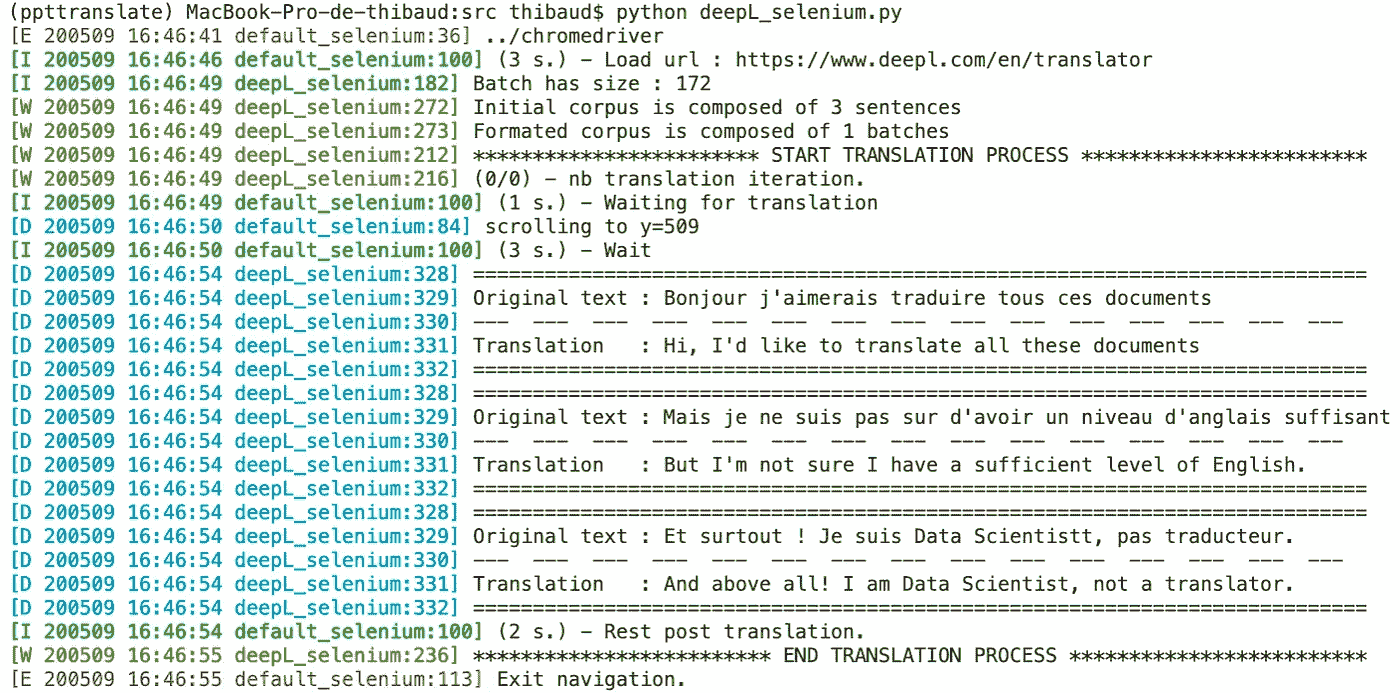 (ppttranslate) MacBook-Pro-de-thibaud:src thibaud$ python deepL_selenium.py
[E 200509 16:46:41 default_selenium:36] ../chromedriver
[I 200509 16:46:46 default_selenium:100] (3 s.) – Load url : https://www.deepl.com/en/translator
[I 200509 16:46:49 deepL_selenium:182] Batch has size : 172
[W 200509 16:46:49 deepL_selenium:272] Initial corpus is composed of 3 sentences
[W 200509 16:46:49 deepL_selenium:273] Formated corpus is composed of 1 batches
[W 200509 16:46:49 deepL_selenium:212] ************************ START TRANSLATION PROCESS ************************
[W 200509 16:46:49 deepL_selenium:216] (0/0) – nb translation iteration.
[I 200509 16:46:49 default_selenium:100] (1 s.) – Waiting for translation
[D 200509 16:46:50 default_selenium:84] scrolling to y=509
[I 200509 16:46:50 default_selenium:100] (3 s.) – Wait
[D 200509 16:46:54 deepL_selenium:328] ===========================================================================
[D 200509 16:46:54 deepL_selenium:329] Original text : Bonjour j'aimerais traduire tous ces documents
[D 200509 16:46:54 deepL_selenium:330] ——— ——— ——— ——— ——— ——— ——— ——— ——— ——— ——— ——— ——— ——— ———
[D 200509 16:46:54 deepL_selenium:331] Translation   : Hi, I'd like to translate all these documents
[D 200509 16:46:54 deepL_selenium:332] ===========================================================================
[D 200509 16:46:54 deepL_selenium:328] ===========================================================================
[D 200509 16:46:54 deepL_selenium:329] Original text : Mais je ne suis pas sur d'avoir un niveau d'anglais suffisant
[D 200509 16:46:54 deepL_selenium:330] ——— ——— ——— ——— ——— ——— ——— ——— ——— ——— ——— ——— ——— ——— ———
[D 200509 16:46:54 deepL_selenium:331] Translation   : But I'm not sure I have a sufficient level of English.
[D 200509 16:46:54 deepL_selenium:332] ===========================================================================
[D 200509 16:46:54 deepL_selenium:328] ===========================================================================
[D 200509 16:46:54 deepL_selenium:329] Original text : Et surtout ! Je suis Data Scientistt, pas traducteur.
[D 200509 16:46:54 deepL_selenium:330] ——— ——— ——— ——— ——— ——— ——— ——— ——— ——— ——— ——— ——— ——— ———
[D 200509 16:46:54 deepL_selenium:331] Translation   : And above all! I am Data Scientist, not a translator.
[D 200509 16:46:54 deepL_selenium:332] ===========================================================================
[I 200509 16:46:54 default_selenium:100] (2 s.) – Rest post translation.
[W 200509 16:46:55 deepL_selenium:236] ************************* END TRANSLATION PROCESS *************************
[E 200509 16:46:55 default_selenium:113] Exit navigation.